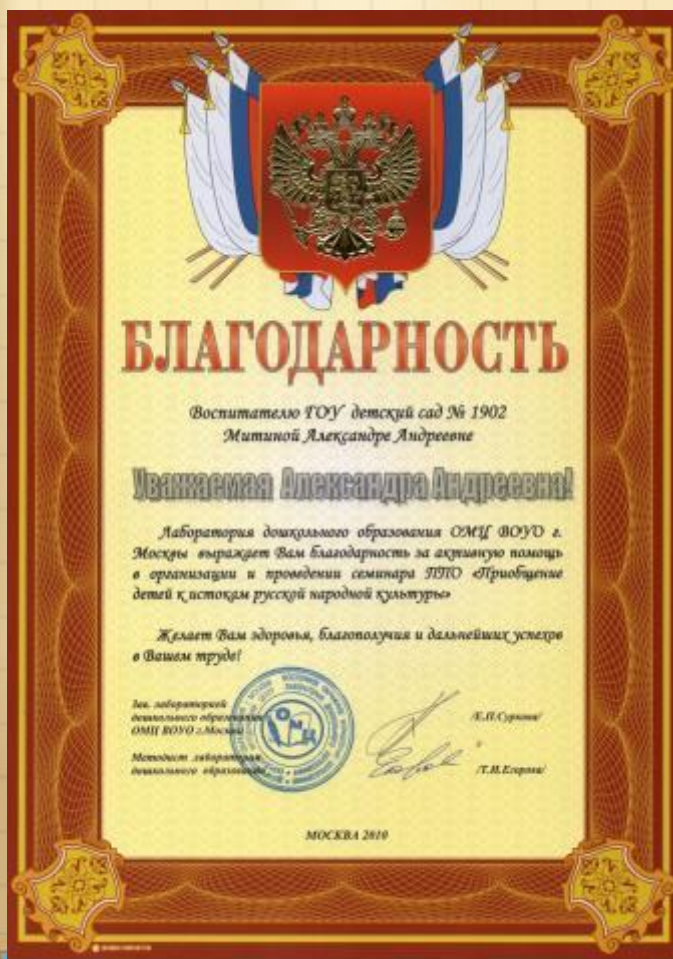 БЛАГОДАРНОСТЬ
Воспитателю ГОУ детский сад № 1902
Митиной Александре Андреевне
Уважаемая Александра Андреевна!
Лаборатория дошкольного образования ОМЦ ВОУО г.
Москвы выражает Вам благодарность за активную помощь
в организации и проведении семинара ППО «Приобщение
детей к истокам русской народной культуры»
Желает Вам здоровья, благополучия и дальнейших успехов
в Вашем труде!
Зав. лабораторией
дошкольного образования
ОМЦ ВОУО г.Москвы
/Е.П.Суркова/
Методист лаборатории
дошкольного образования
/Т.И.Егорова/
ОМЦ
МОСКВА 2010